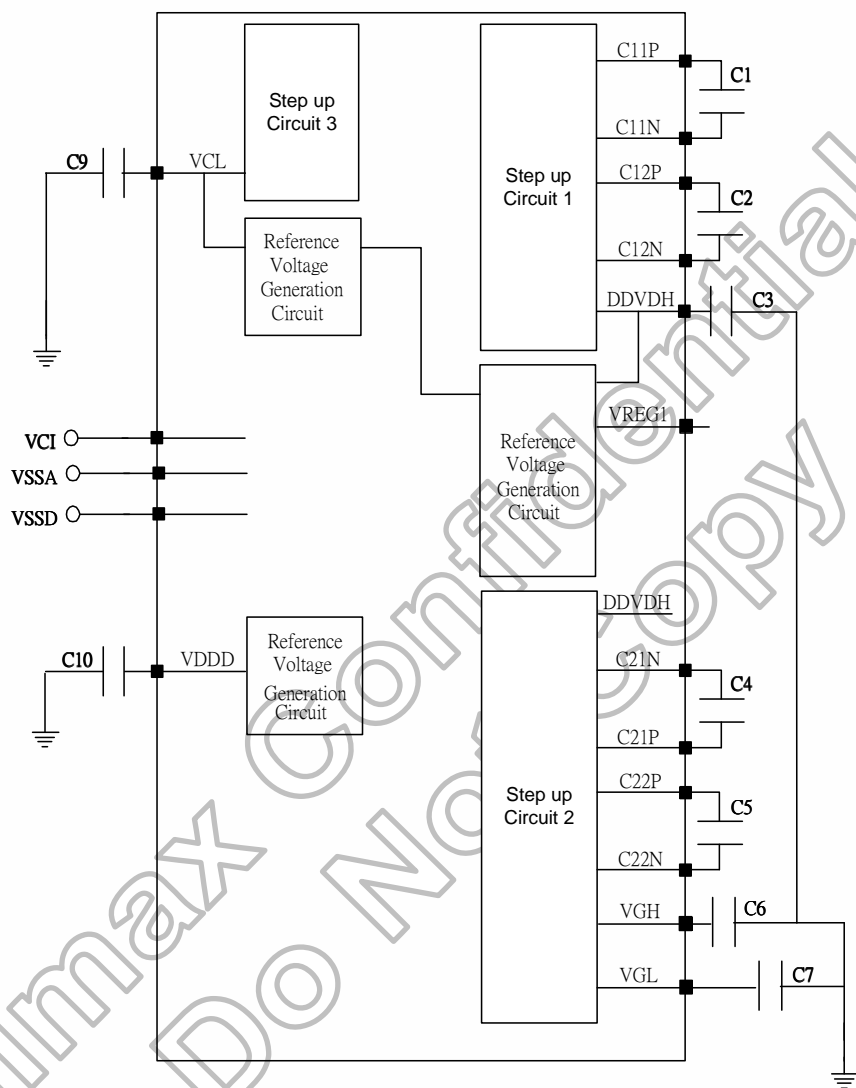 Step up
Circuit 3
C9
VCL
Reference
Voltage
Generation
Circuit
Step up
Circuit 1
C11P
C1
C11N
C12P
C2
C12N
DDVDH
C3
VCI
VSSA
VSSD
Reference
Voltage
Generation
Circuit
VREG1
C10
VDDD
Reference
Voltage
Generation
Circuit
Step up
Circuit 2
DDVDH
C21N
C4
C21P
C22P
C5
C22N
VGH
C6
VGL
C7
imax Confidential
Do Not Copy